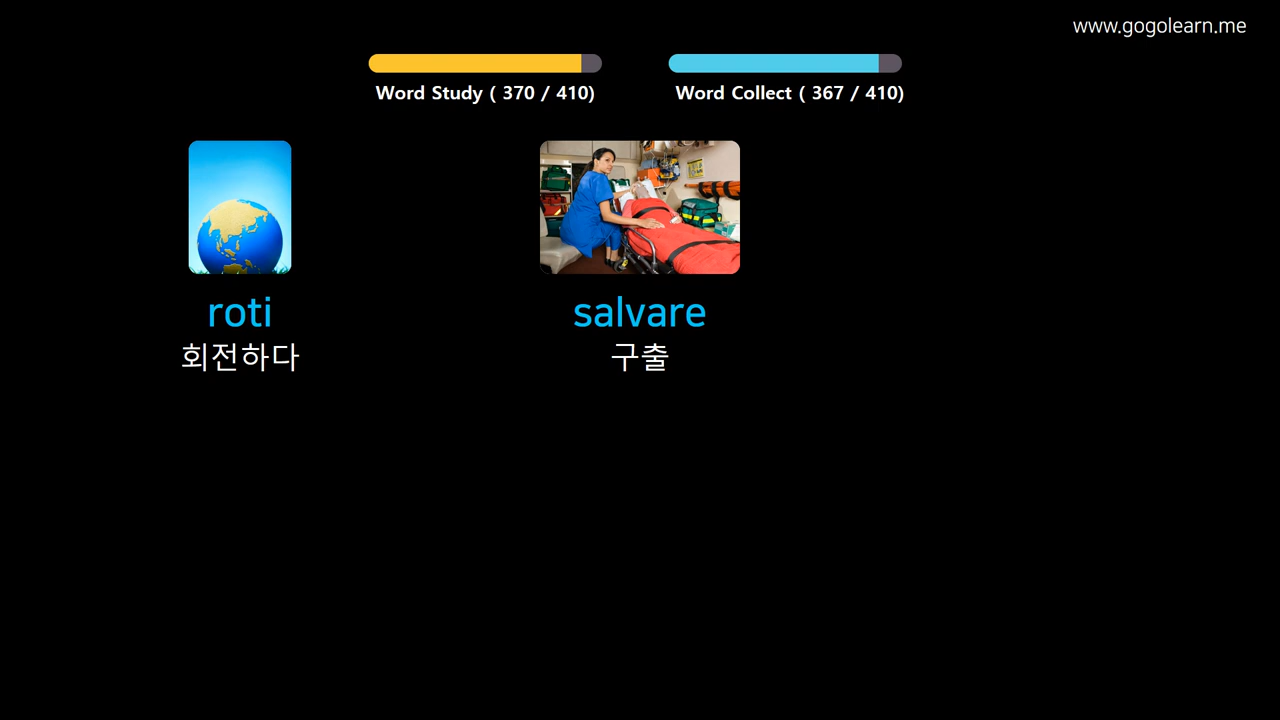 www.gogolearn.me
Word Study ( 370 / 410)
Word Collect ( 367 / 410)
roti
회전하다
salvare
구출